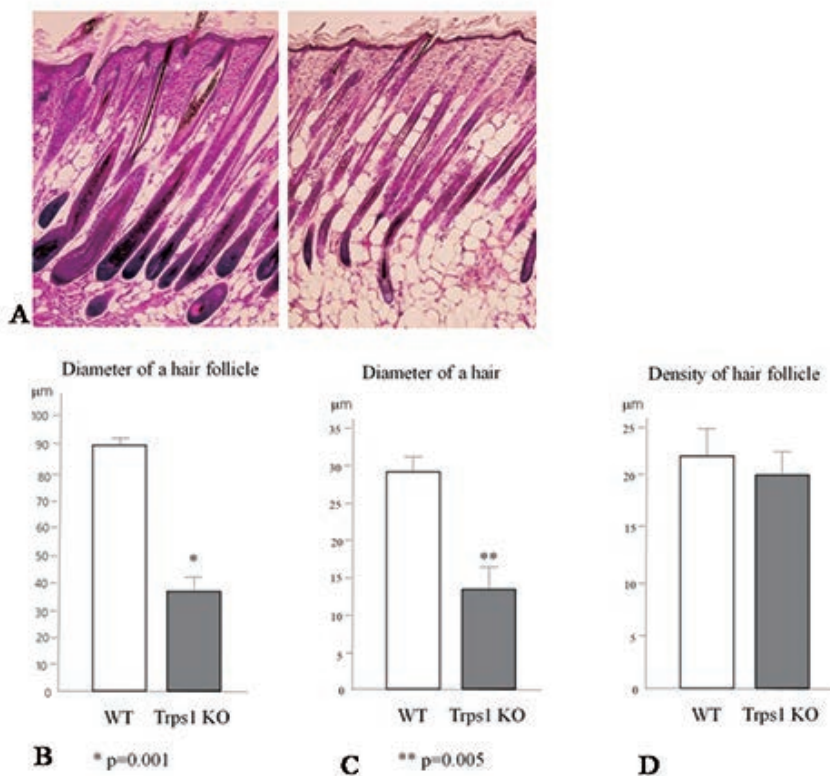 A
Diameter of a hair follicle
μm
100
90
80
70
60
50
40
30
20
10
0
WT Trps1 KO
*
B * p=0.001
Diameter of a hair
μm
35
30
25
20
15
10
5
0
WT Trps1 KO
**
C ** p=0.005
Density of hair follicle
μm
25
20
15
10
5
0
WT Trps1 KO
D